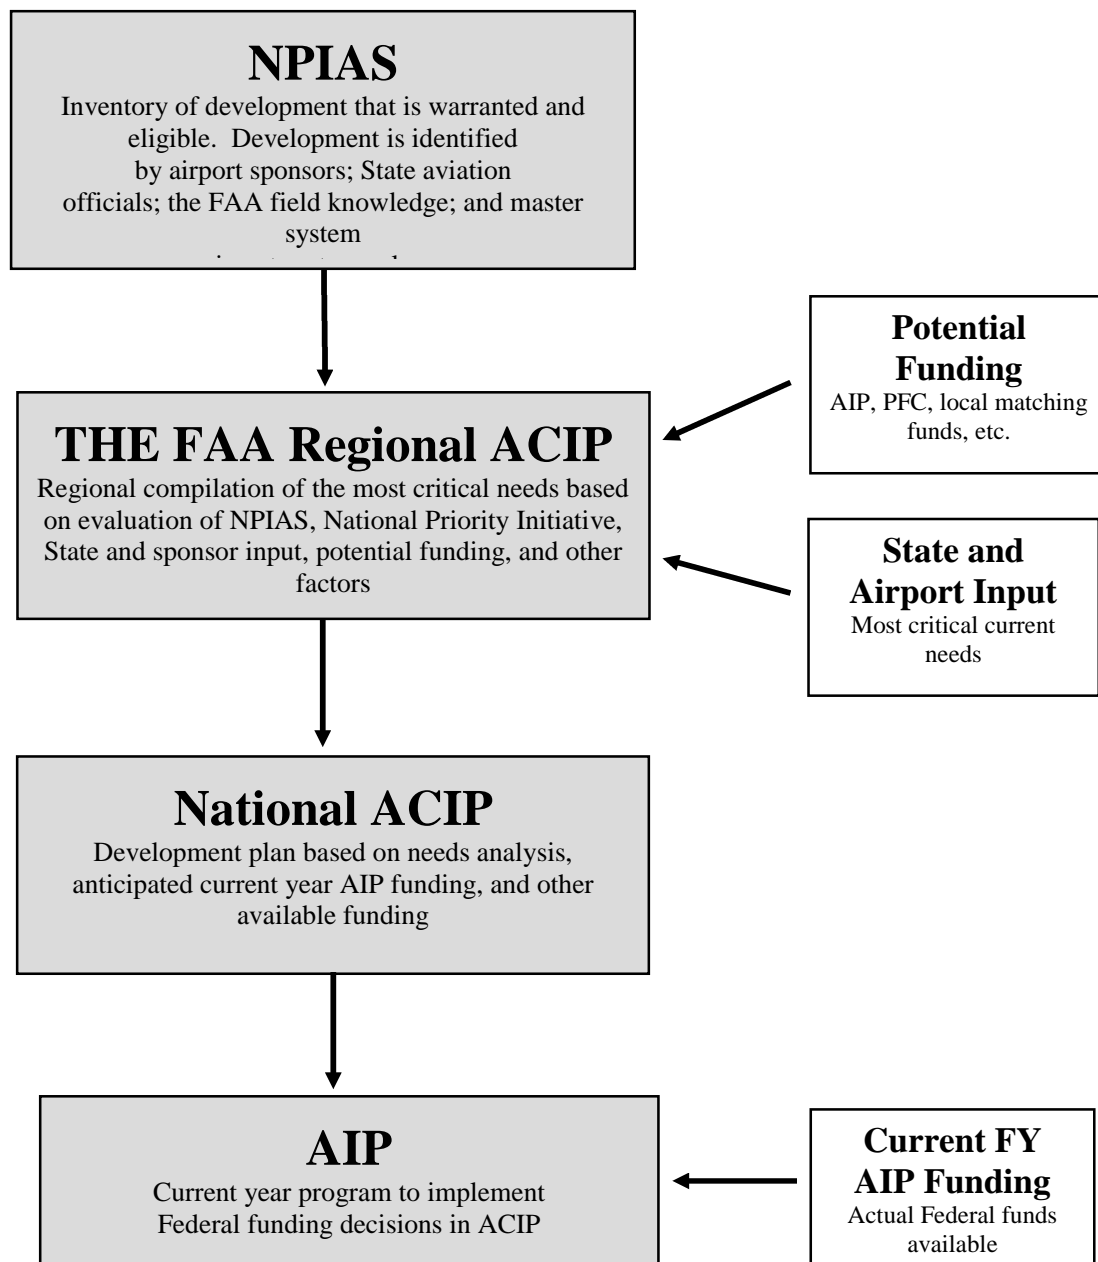 NPIAS
Inventory of development that is warranted and
eligible.  Development is identified
by airport sponsors; State aviation
officials; the FAA field knowledge; and master
system
Potential
Funding
AIP, PFC, local matching
funds, etc.
THE FAA Regional ACIP
Regional compilation of the most critical needs based
on evaluation of NPIAS, National Priority Initiative,
State and sponsor input, potential funding, and other
factors
State and
Airport Input
Most critical current
needs
National ACIP
Development plan based on needs analysis,
anticipated current year AIP funding, and other
available funding
AIP
Current year program to implement
Federal funding decisions in ACIP
Current FY
AIP Funding
Actual Federal funds
available